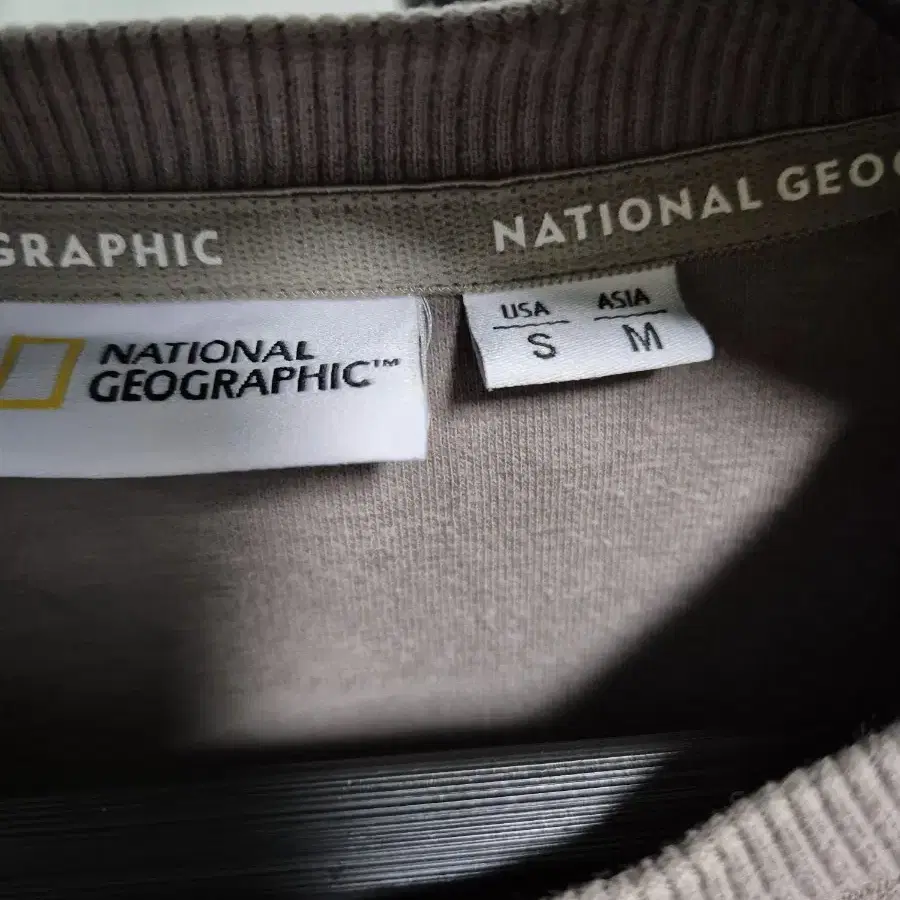 GRAPHIC
NATIONAL GEOG
NATIONAL
GEOGRAPHIC™
USA ASIA
S M